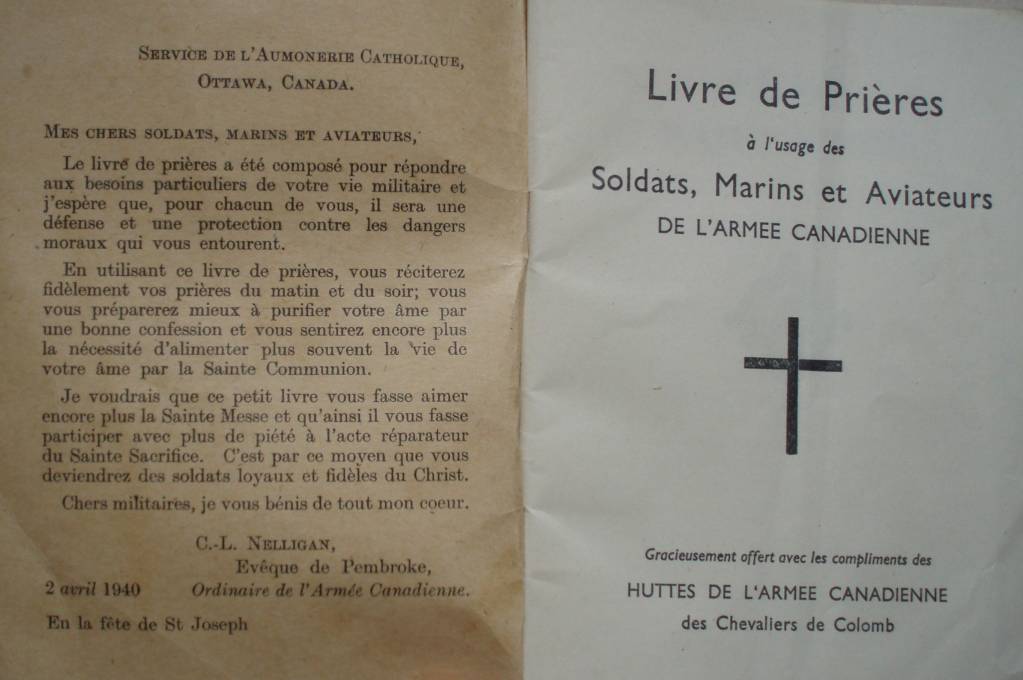 SERVICE DE L'AUMONERIE CATHOLIQUE,
OTTAWA, CANADA.
MES CHERS SOLDATS, MARINS ET AVIATEURS,
Le livre de prières a été composé pour répondre
aux besoins particuliers de votre vie militaire et
j'espère que, pour chacun de vous, il sera une
défense et une protection contre les dangers
moraux qui vous entourent.
En utilisant ce livre de prières, vous réciterez
fidèlement vos prières du matin et du soir; vous
vous préparerez mieux à purifier votre âme par
une bonne confession et vous sentirez encore plus
la nécessité d'alimenter plus souvent la vie de
votre âme par la Sainte Communion.
Je voudrais que ce petit livre vous fasse aimer
encore plus la Sainte Messe et qu'ainsi il vous fasse
participer avec plus de piété à l'acte réparateur
du Sainte Sacrifice. C'est par ce moyen que vous
deviendrez des soldats loyaux et fidèles du Christ.
Chers militaires, je vous bénis de tout mon coeur.
C.-L. NELLIGAN,
Evêque de Pembroke,
2 avril 1940 Ordinaire de l'Armée Canadienne.
En la fête de St Joseph
Livre de Prières
à l'usage des
Soldats, Marins et Aviateurs
DE L'ARMEE CANADIENNE
Gracieusement offert avec les compliments des
HUTTES DE L'ARMEE CANADIENNE
des Chevaliers de Colomb